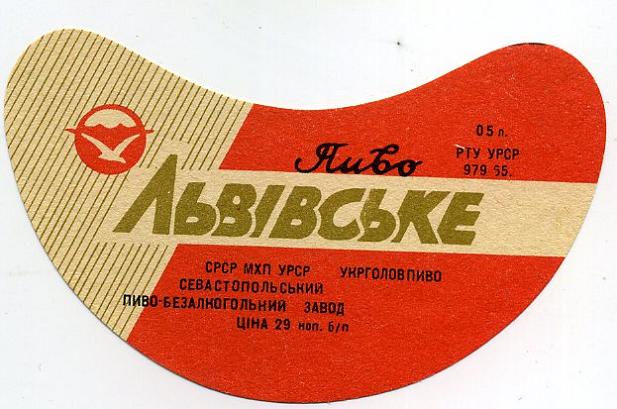 0 5 л.
РТУ УРСР
979 65.
Пиво
ЛЬВІВСЬКЕ
СРСР МХП УРСР УКРГОЛОВПИВО
СЕВАСТОПОЛЬСЬКИЙ
ПИВО-БЕЗАЛКОГОЛЬНИЙ ЗАВОД
ЦІНА 29 коп. б/п